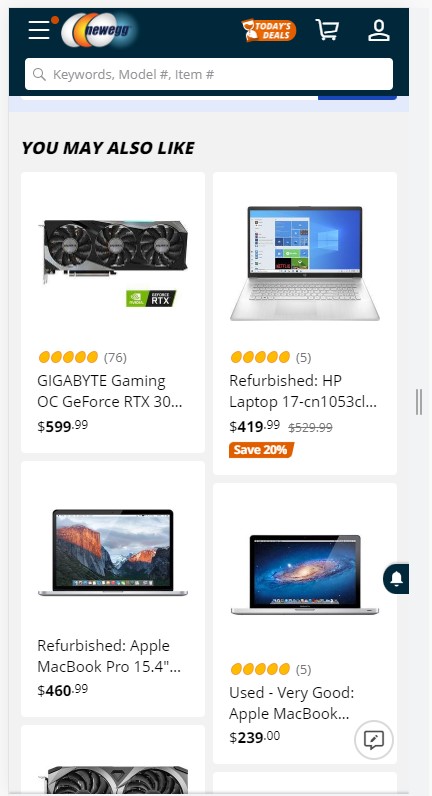 newegg
TODAY'S
DEALS
Keywords, Model #, Item #
YOU MAY ALSO LIKE
NVIDIA
GEFORCE
RTX
(76)
GIGABYTE Gaming
OC GeForce RTX 30...
$599.99
(5)
Refurbished: HP
Laptop 17-cn1053cl...
$419.99 $529.99
Save 20%
Refurbished: Apple
MacBook Pro 15.4"...
$460.99
(5)
Used - Very Good:
Apple MacBook...
$239.00